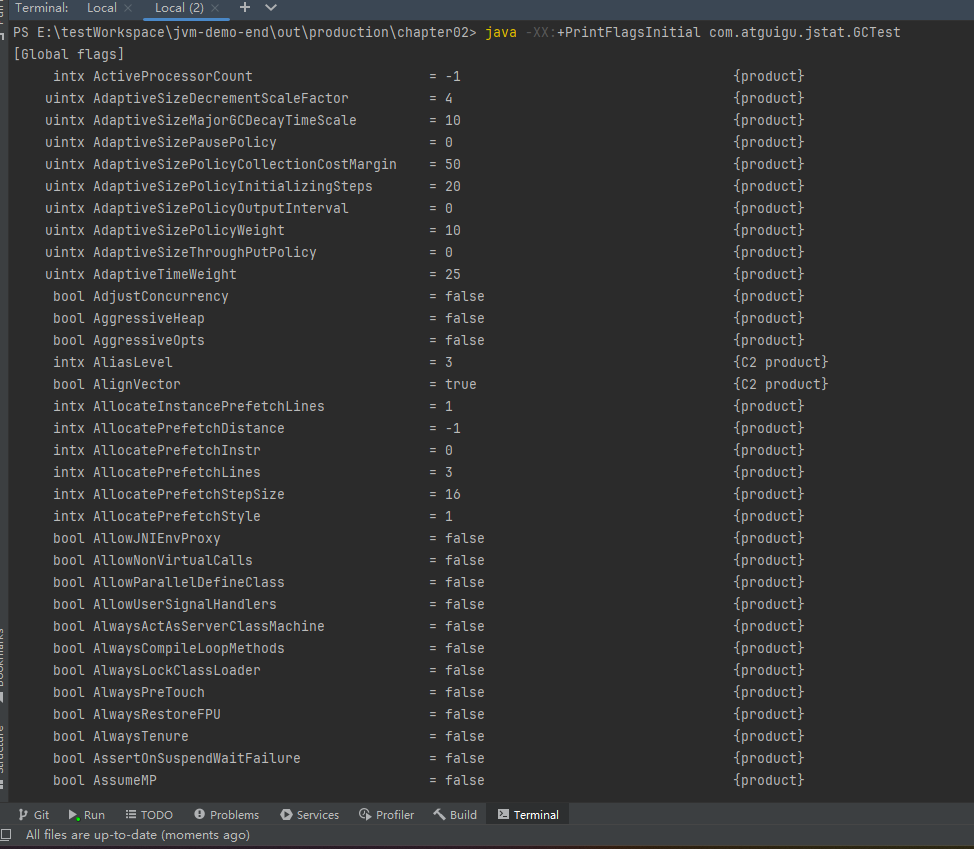 Terminal: Local × Local (2) × +
PS E:\testWorkspace\jvm-demo-end\out\production\chapter02> java -XX:+PrintFlagsInitial com.atguigu.jstat.GCTest
[Global flags]
intx ActiveProcessorCount = -1 {product}
uintx AdaptiveSizeDecrementScaleFactor = 4 {product}
uintx AdaptiveSizeMajorGCDecayTimeScale = 10 {product}
uintx AdaptiveSizePausePolicy = 0 {product}
uintx AdaptiveSizePolicyCollectionCostMargin = 50 {product}
uintx AdaptiveSizePolicyInitializingSteps = 20 {product}
uintx AdaptiveSizePolicyOutputInterval = 0 {product}
uintx AdaptiveSizePolicyWeight = 10 {product}
uintx AdaptiveSizeThroughPutPolicy = 0 {product}
uintx AdaptiveTimeWeight = 25 {product}
bool AdjustConcurrency = false {product}
bool AggressiveHeap = false {product}
bool AggressiveOpts = false {product}
intx AliasLevel = 3 {C2 product}
bool AlignVector = true {C2 product}
intx AllocateInstancePrefetchLines = 1 {product}
intx AllocatePrefetchDistance = -1 {product}
intx AllocatePrefetchInstr = 0 {product}
intx AllocatePrefetchLines = 3 {product}
intx AllocatePrefetchStepSize = 16 {product}
intx AllocatePrefetchStyle = 1 {product}
bool AllowJNIEnvProxy = false {product}
bool AllowNonVirtualCalls = false {product}
bool AllowParallelDefineClass = false {product}
bool AllowUserSignalHandlers = false {product}
bool AlwaysActAsServerClassMachine = false {product}
bool AlwaysCompileLoopMethods = false {product}
bool AlwaysLockClassLoader = false {product}
bool AlwaysPreTouch = false {product}
bool AlwaysRestoreFPU = false {product}
bool AlwaysTenure = false {product}
bool AssertOnSuspendWaitFailure = false {product}
bool AssumeMP = false {product}
Git Run TODO Problems Services Profiler Build Terminal
All files are up-to-date (moments ago)